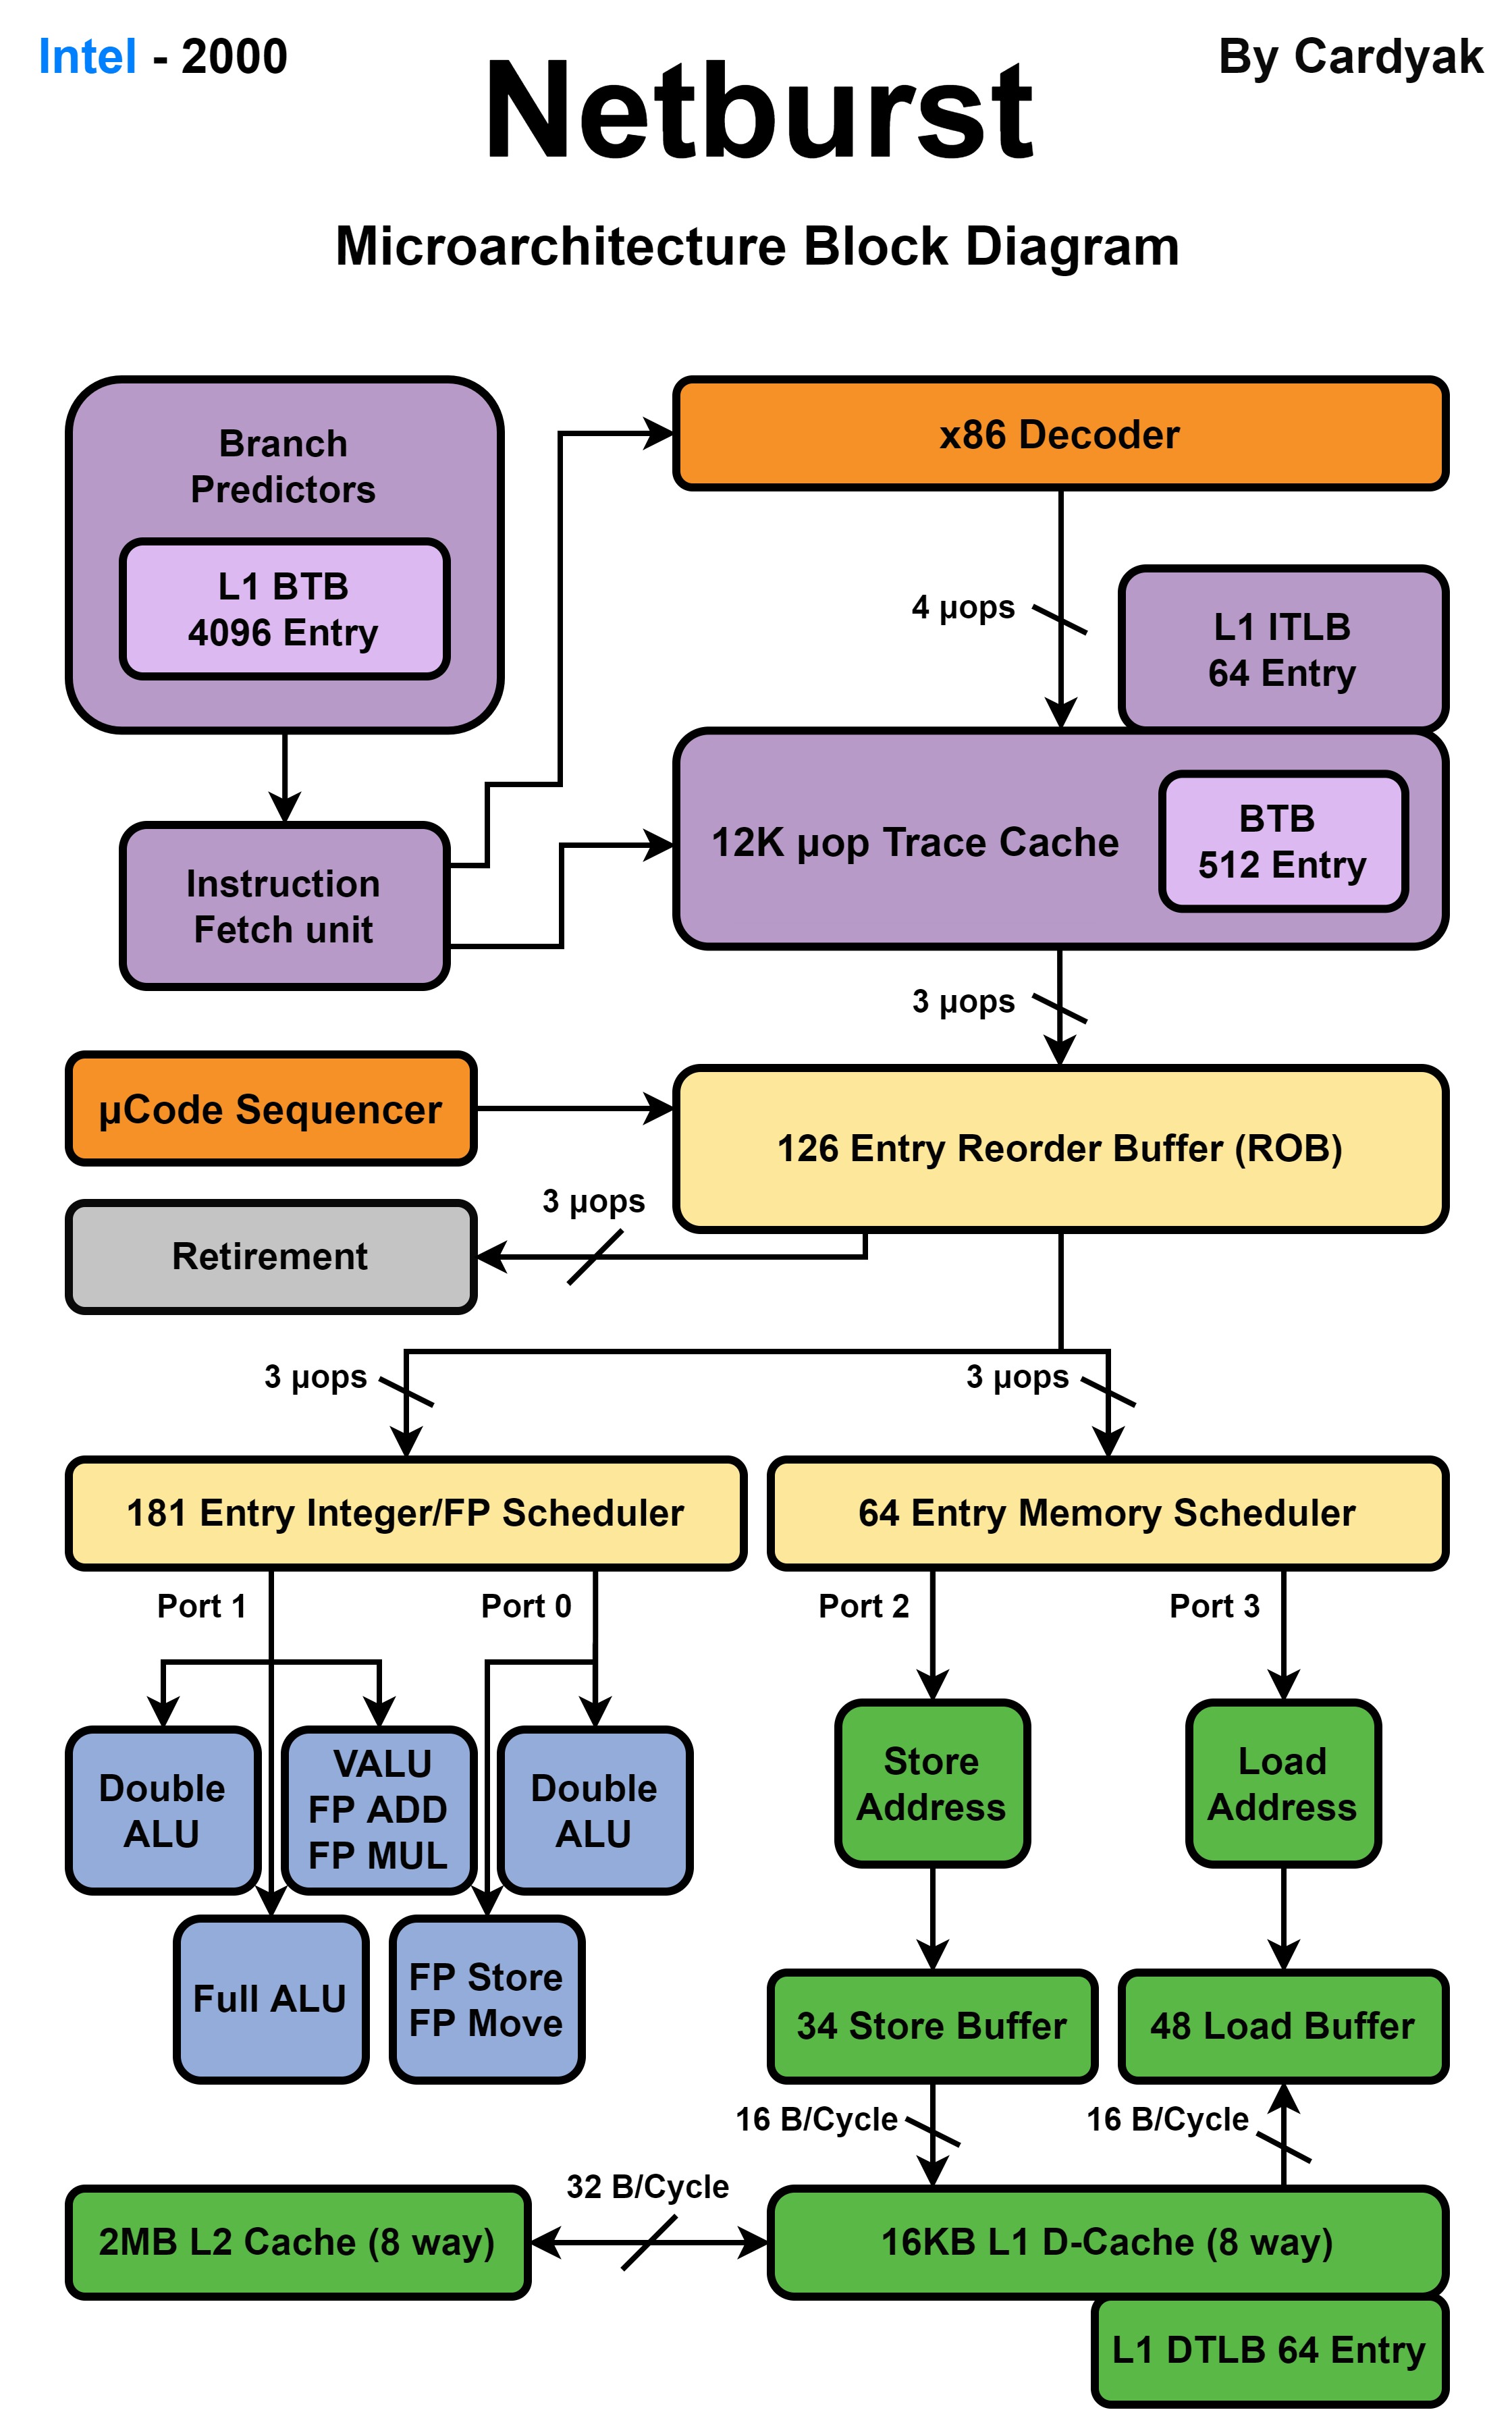 Intel - 2000
By Cardyak
Netburst
Microarchitecture Block Diagram
Branch
Predictors
L1 BTB
4096 Entry
x86 Decoder
4 µops
L1 ITLB
64 Entry
12K µop Trace Cache
BTB
512 Entry
Instruction
Fetch unit
3 µops
µCode Sequencer
126 Entry Reorder Buffer (ROB)
3 µops
Retirement
3 µops
3 µops
181 Entry Integer/FP Scheduler
64 Entry Memory Scheduler
Port 1
Port 0
Port 2
Port 3
Double
ALU
VALU
FP ADD
FP MUL
Double
ALU
Store
Address
Load
Address
Full ALU
FP Store
FP Move
34 Store Buffer
48 Load Buffer
16 B/Cycle
16 B/Cycle
32 B/Cycle
2MB L2 Cache (8 way)
16KB L1 D-Cache (8 way)
L1 DTLB 64 Entry